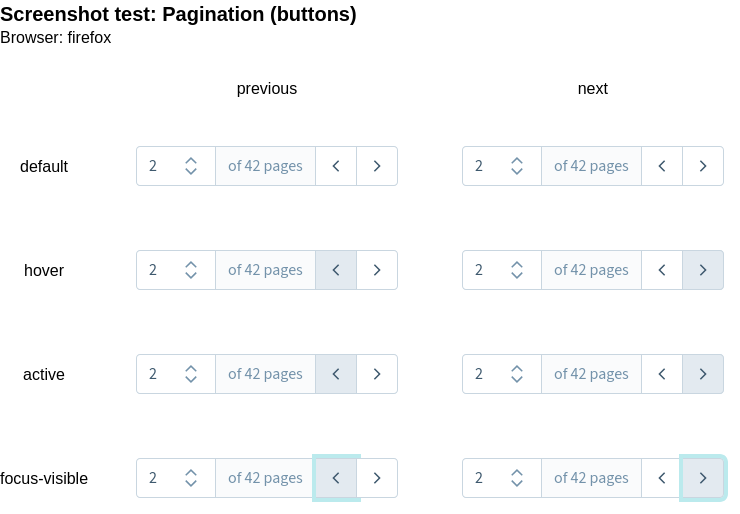 Screenshot test: Pagination (buttons)
Browser: firefox
previous next
default 2 of 42 pages 2 of 42 pages
hover 2 of 42 pages 2 of 42 pages
active 2 of 42 pages 2 of 42 pages
focus-visible 2 of 42 pages 2 of 42 pages